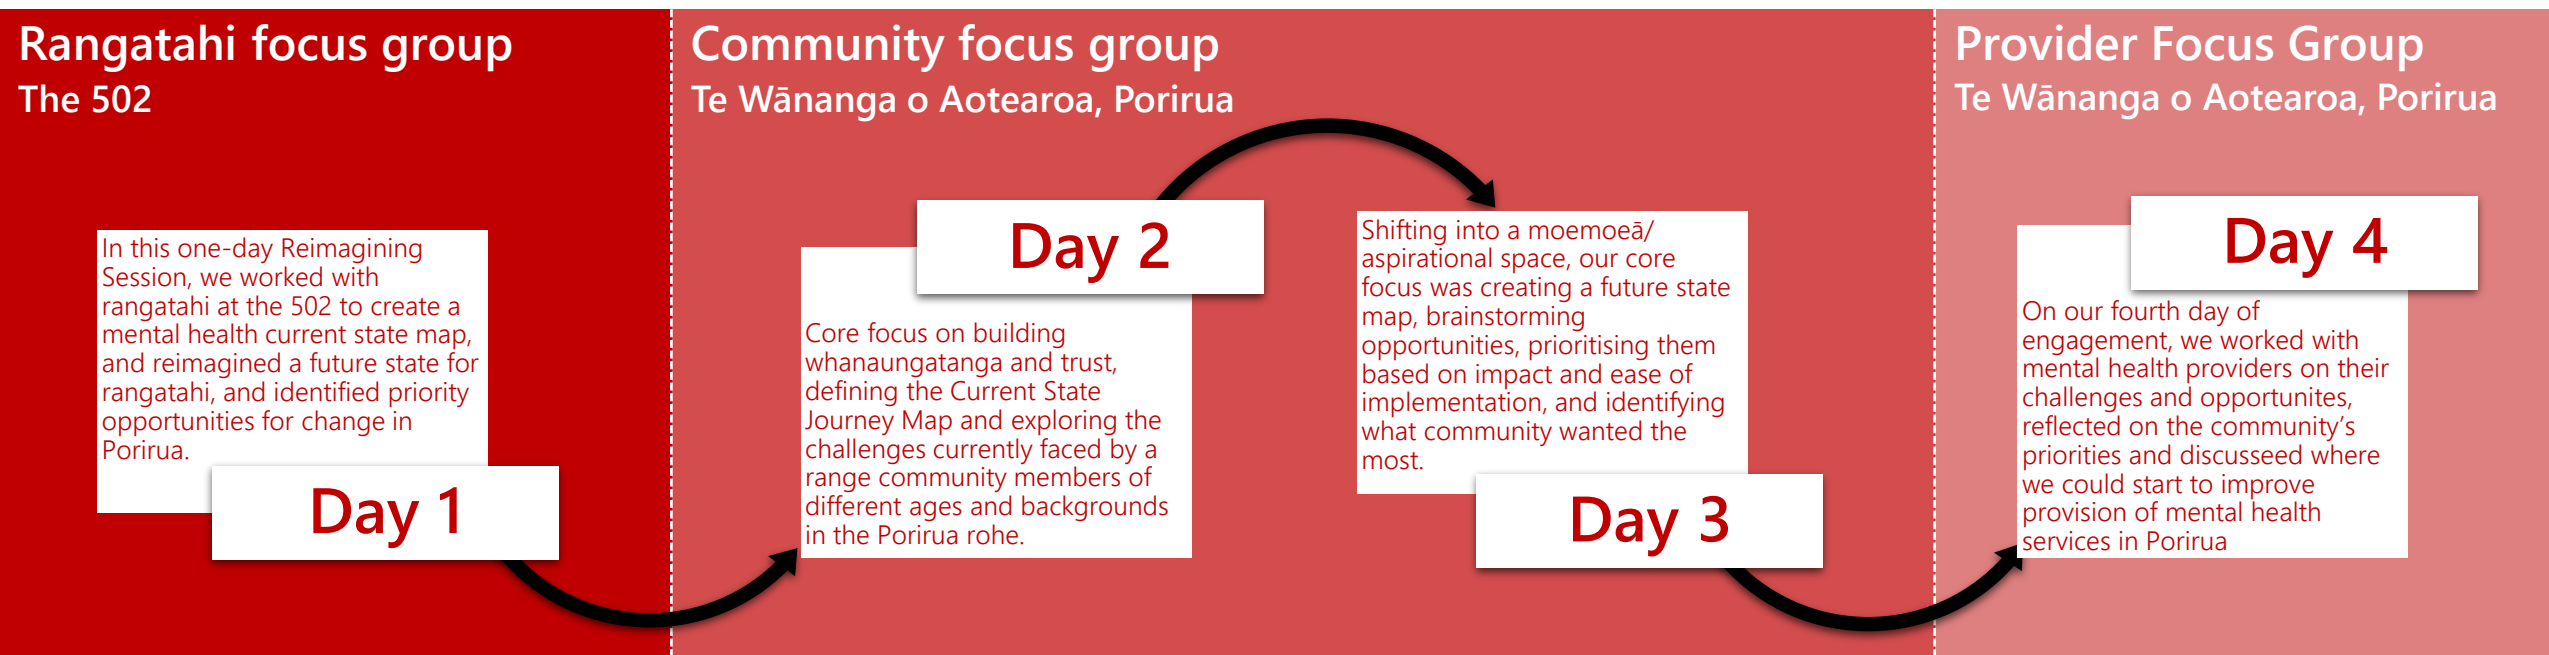 Rangatahi focus group
The 502
In this one-day Reimagining
Session, we worked with
rangatahi at the 502 to create a
mental health current state map,
and reimagined a future state for
rangatahi, and identified priority
opportunities for change in
Porirua.
Day 1
Community focus group
Te Wānanga o Aotearoa, Porirua
Day 2
Core focus on building
whanaungatanga and trust,
defining the Current State
Journey Map and exploring the
challenges currently faced by a
range community members of
different ages and backgrounds
in the Porirua rohe.
Shifting into a moemoeā/
aspirational space, our core
focus was creating a future state
map, brainstorming
opportunities, prioritising them
based on impact and ease of
implementation, and identifying
what community wanted the
most.
Day 3
Provider Focus Group
Te Wānanga o Aotearoa, Porirua
Day 4
On our fourth day of
engagement, we worked with
mental health providers on their
challenges and opportunites,
reflected on the community’s
priorities and discusseed where
we could start to improve
provision of mental health
services in Porirua